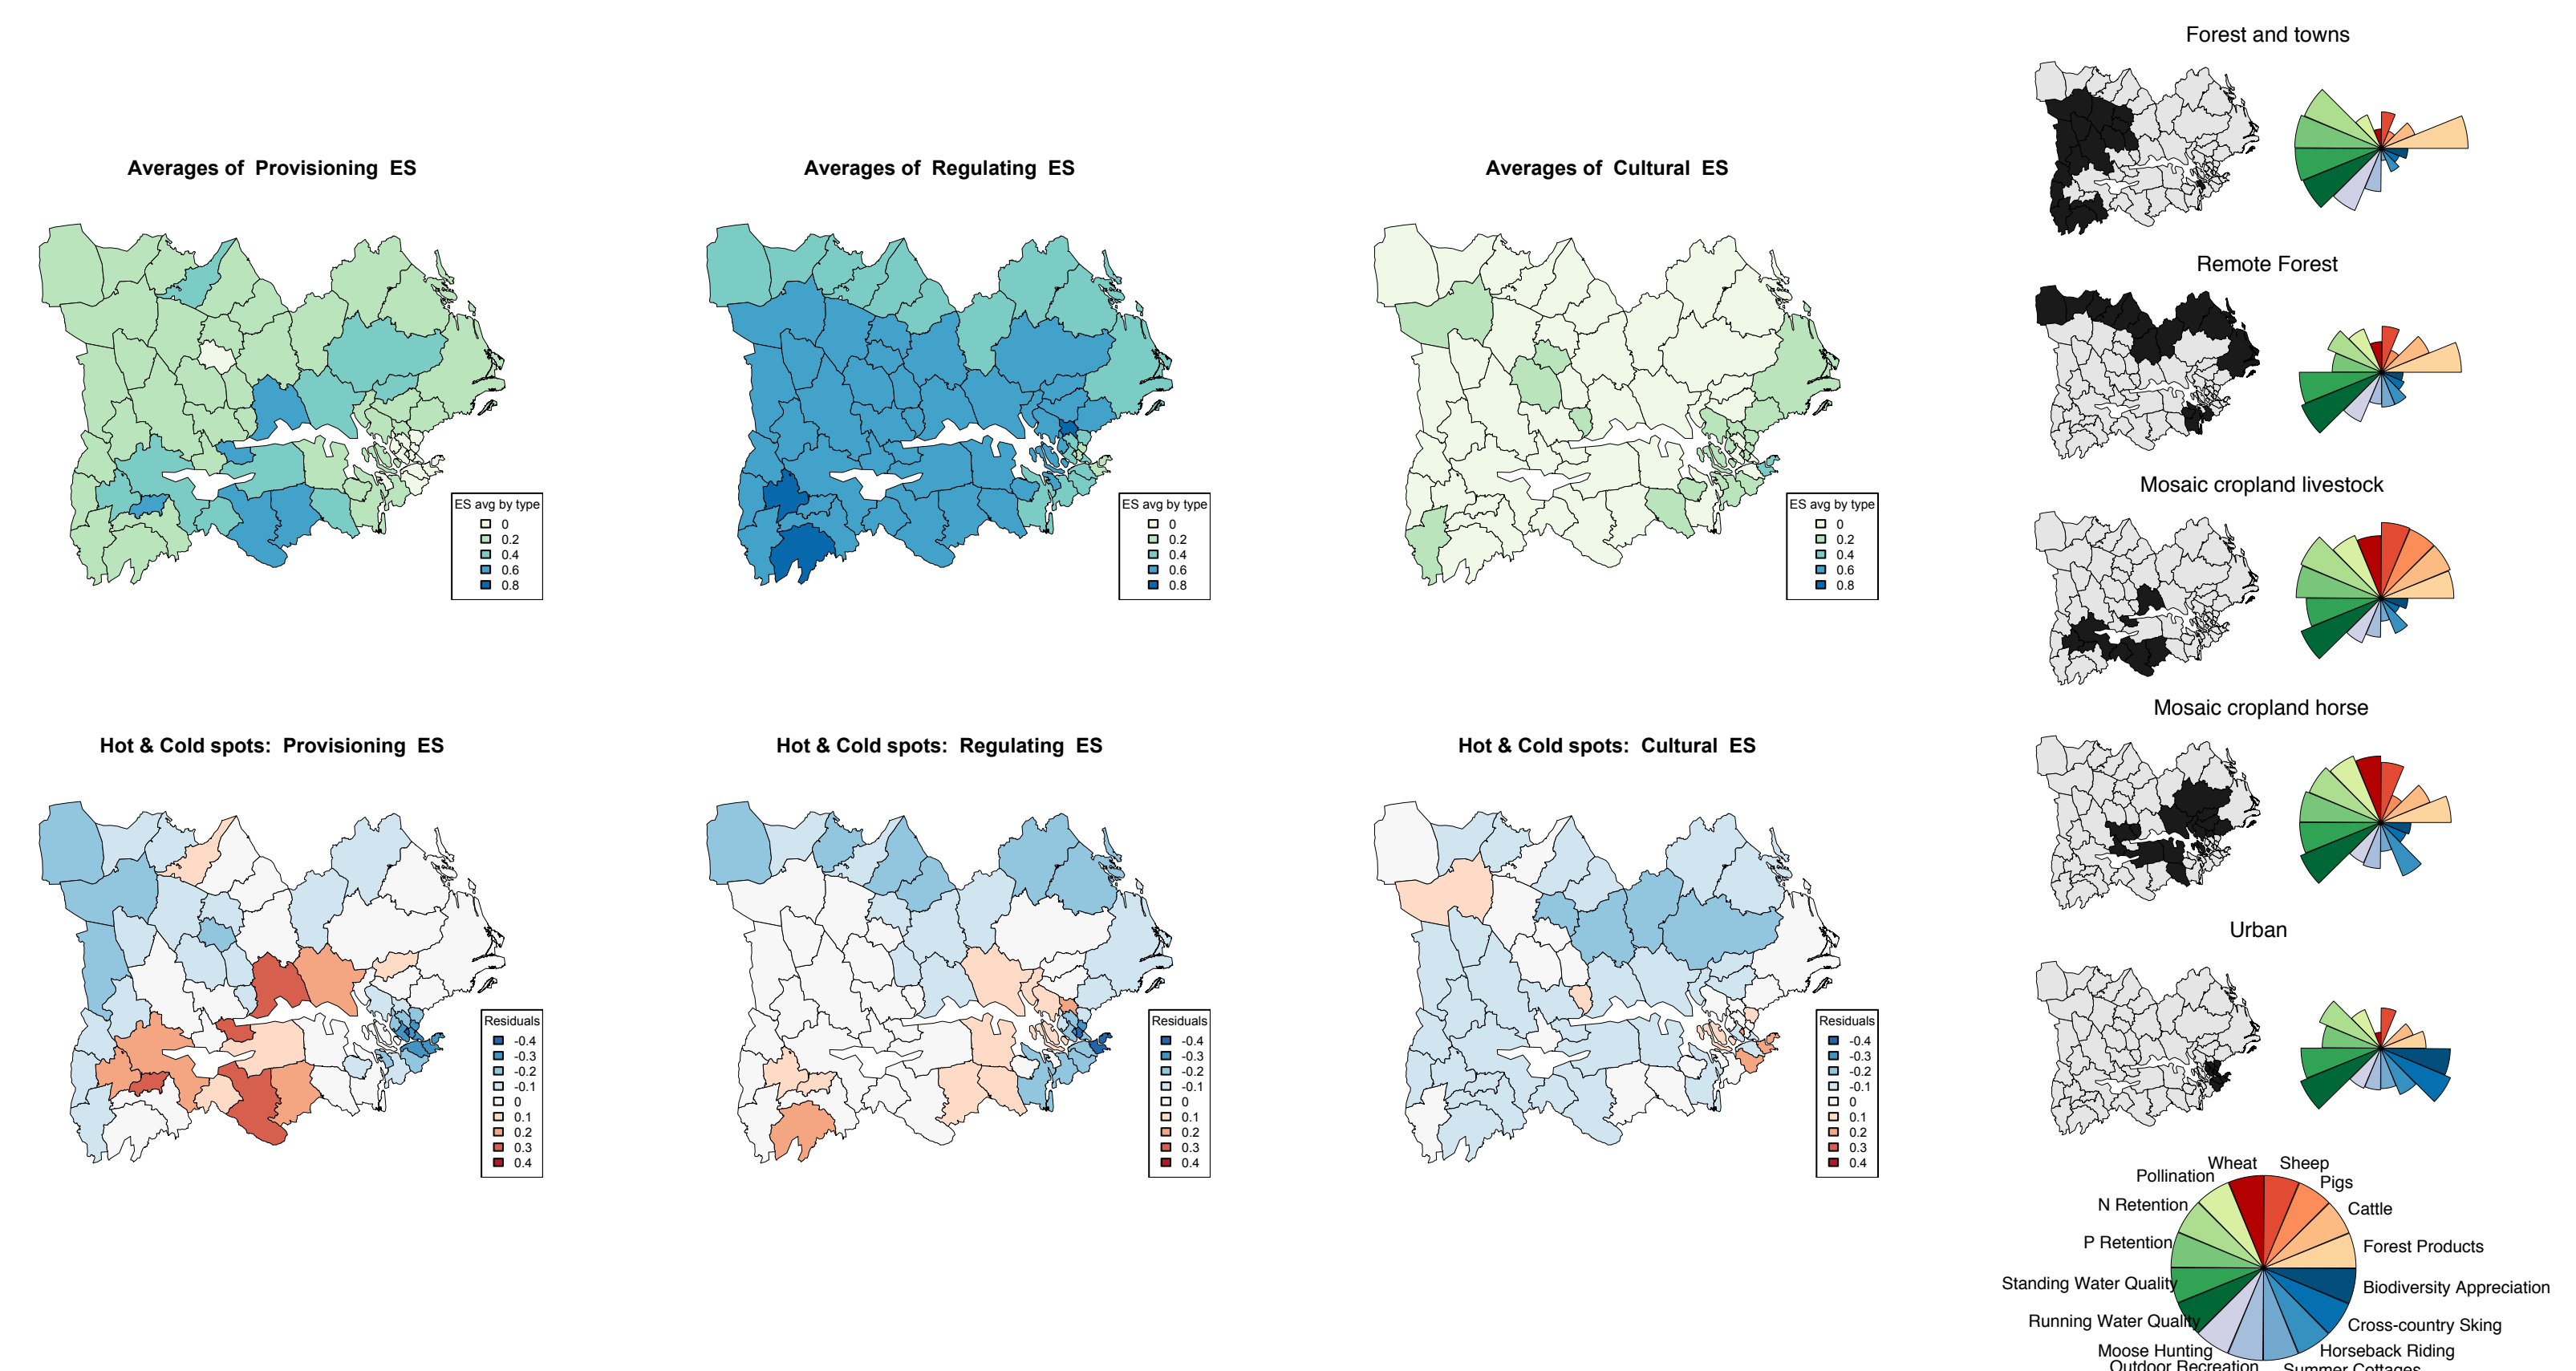 Averages of Provisioning ES
ES avg by type
0
0.2
0.4
0.6
0.8
Averages of Regulating ES
ES avg by type
0
0.2
0.4
0.6
0.8
Averages of Cultural ES
ES avg by type
0
0.2
0.4
0.6
0.8
Hot & Cold spots: Provisioning ES
Residuals
-0.4
-0.3
-0.2
-0.1
0
0.1
0.2
0.3
0.4
Hot & Cold spots: Regulating ES
Residuals
-0.4
-0.3
-0.2
-0.1
0
0.1
0.2
0.3
0.4
Hot & Cold spots: Cultural ES
Residuals
-0.4
-0.3
-0.2
-0.1
0
0.1
0.2
0.3
0.4
Forest and towns
Remote Forest
Mosaic cropland livestock
Mosaic cropland horse
Urban
Wheat
Sheep
Pollination
Pigs
N Retention
Cattle
P Retention
Forest Products
Standing Water Quality
Biodiversity Appreciation
Running Water Quality
Cross-country Sking
Moose Hunting
Horseback Riding
Outdoor Recreation
Summer Cottages